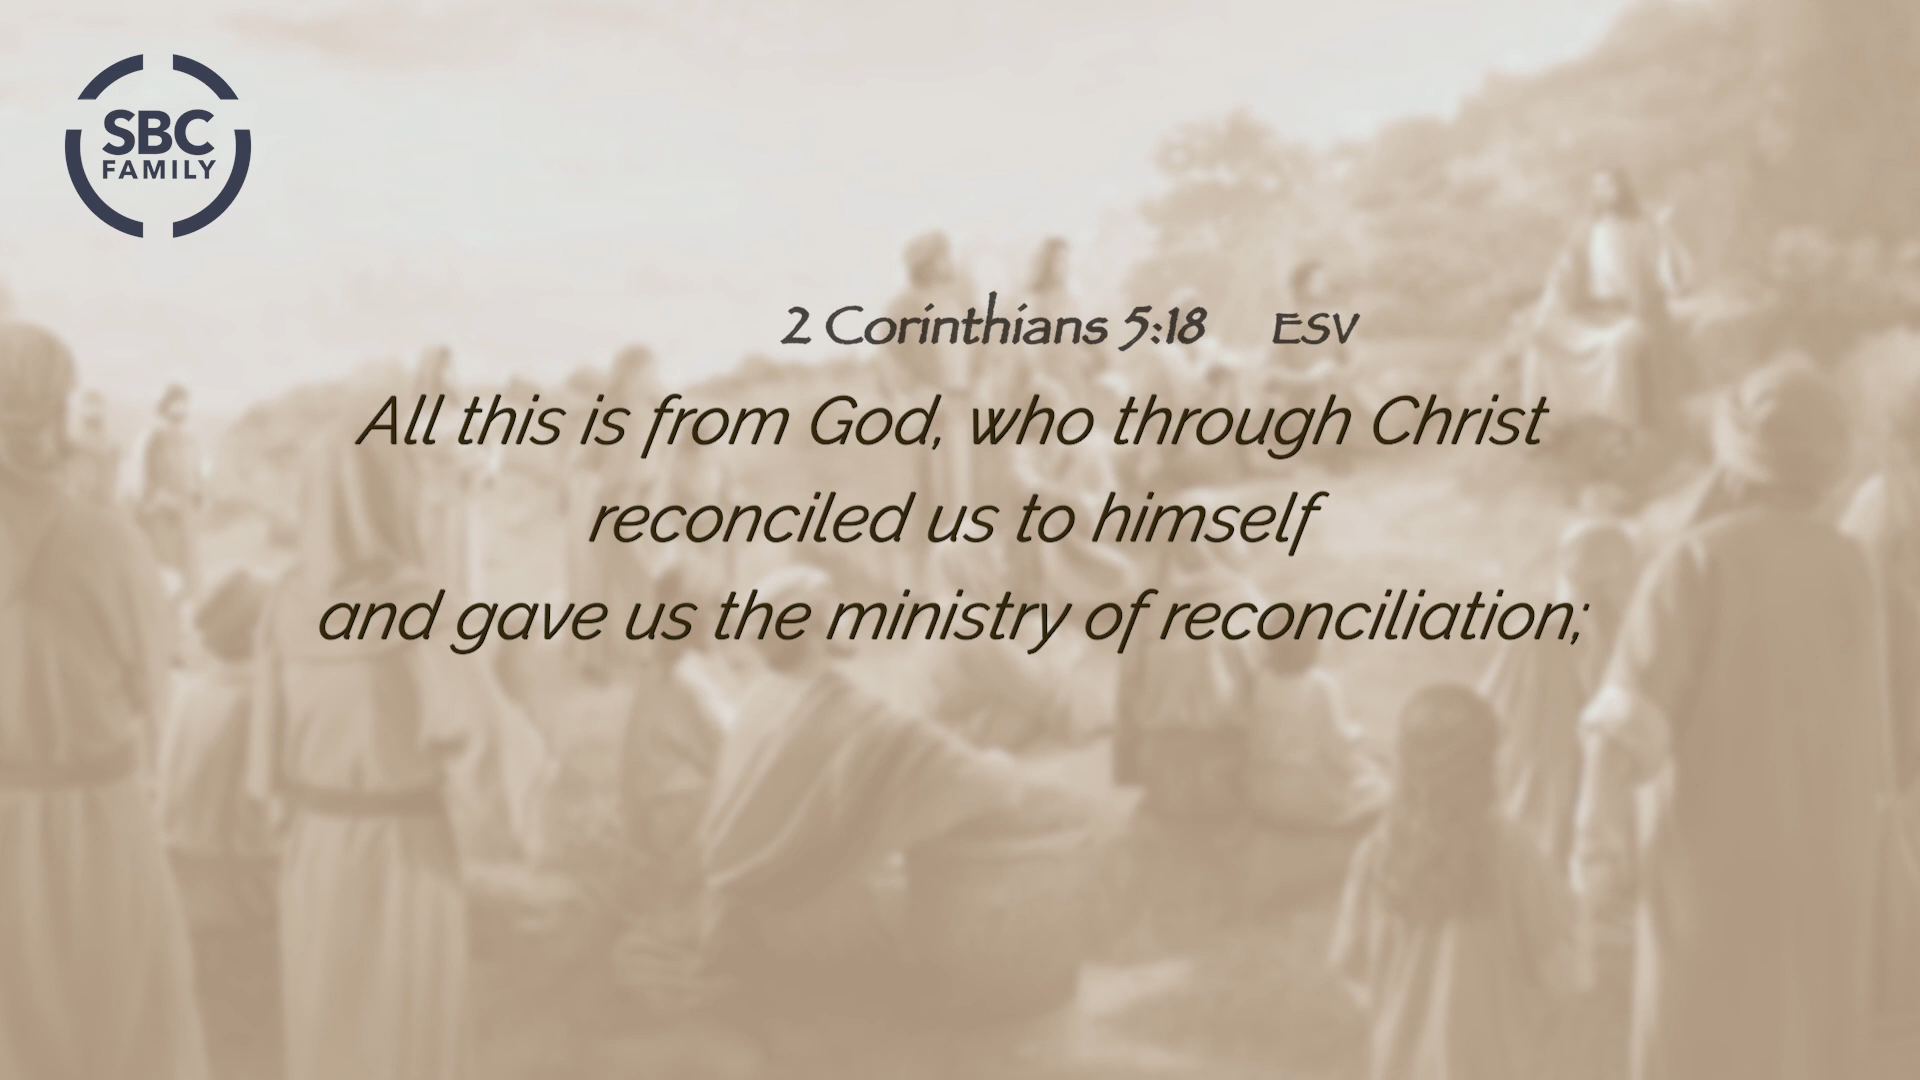 SBC
FAMILY
2 Corinthians 5:18 ESV
All this is from God, who through Christ
reconciled us to himself
and gave us the ministry of reconciliation;